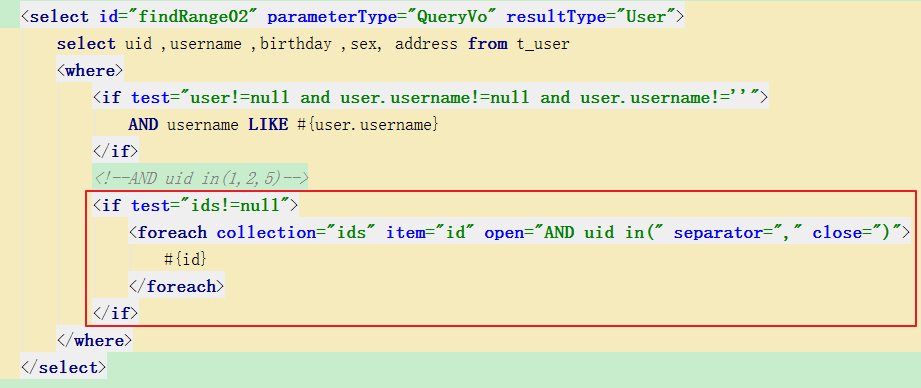 <select id="findRange02" parameterType="QueryVo" resultType="User">
    select uid ,username ,birthday ,sex, address from t_user
    <where>
        <if test="user!=null and user.username!=null and user.username!=''">
            AND username LIKE #{user.username}
        </if>
        <!--AND uid in(1,2,5)-->
        <if test="ids!=null">
            <foreach collection="ids" item="id" open="AND uid in(" separator="," close=")">
                #{id}
            </foreach>
        </if>
    </where>
</select>